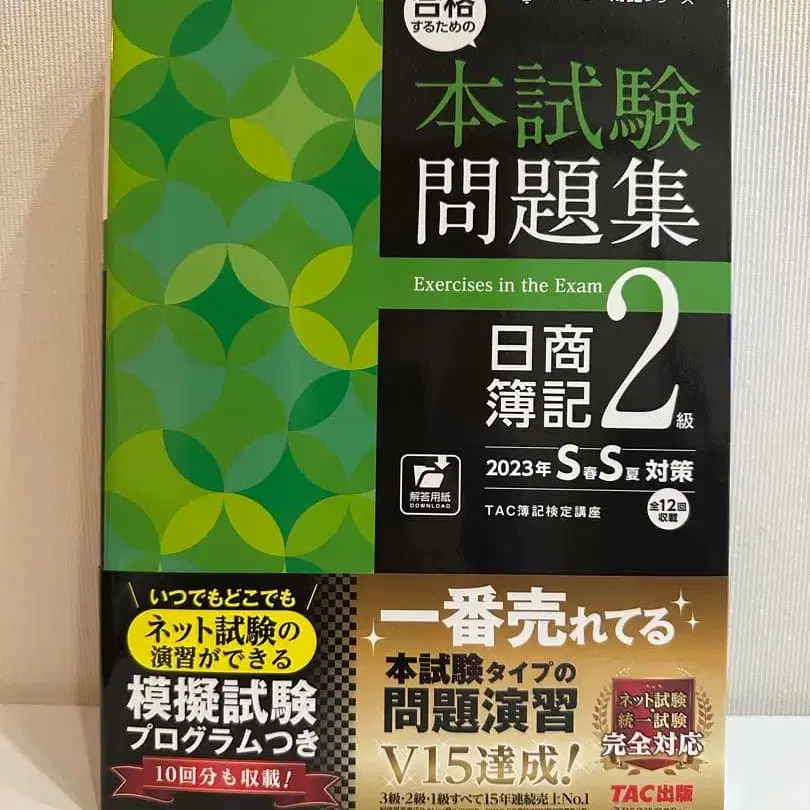 合格
するための
簿記シリーズ
本試験
問題集
Exercises in the Exam
日商
簿記
2級
2023年 S春S夏 対策
解答用紙
DOWNLOAD
TAC簿記検定講座
全12回
収載
いつでもどこでも
ネット試験の
演習ができる
模擬試験
プログラムつき
10回分も収載!
一番売れてる
本試験タイプの
問題演習
V15達成!
3級・2級・1級すべて15年連続売上No.1
ネット試験
統一試験
完全対応
TAC出版